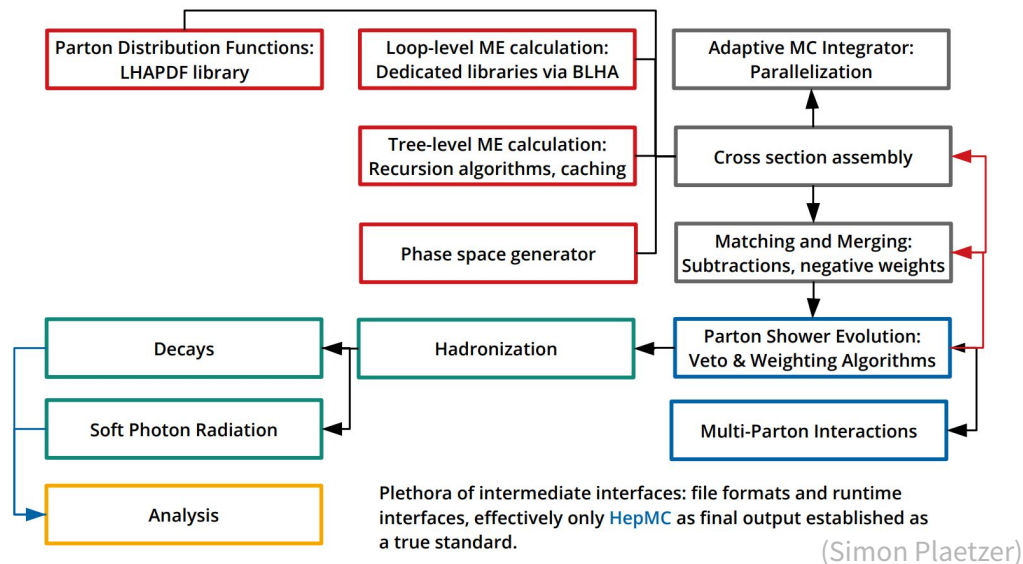 Parton Distribution Functions:
LHAPDF library
Loop-level ME calculation:
Dedicated libraries via BLHA
Adaptive MC Integrator:
Parallelization
Tree-level ME calculation:
Recursion algorithms, caching
Cross section assembly
Phase space generator
Matching and Merging:
Subtractions, negative weights
Decays
Hadronization
Parton Shower Evolution:
Veto & Weighting Algorithms
Soft Photon Radiation
Multi-Parton Interactions
Analysis
Plethora of intermediate interfaces: file formats and runtime
interfaces, effectively only HepMC as final output established as
a true standard.
(Simon Plaetzer)